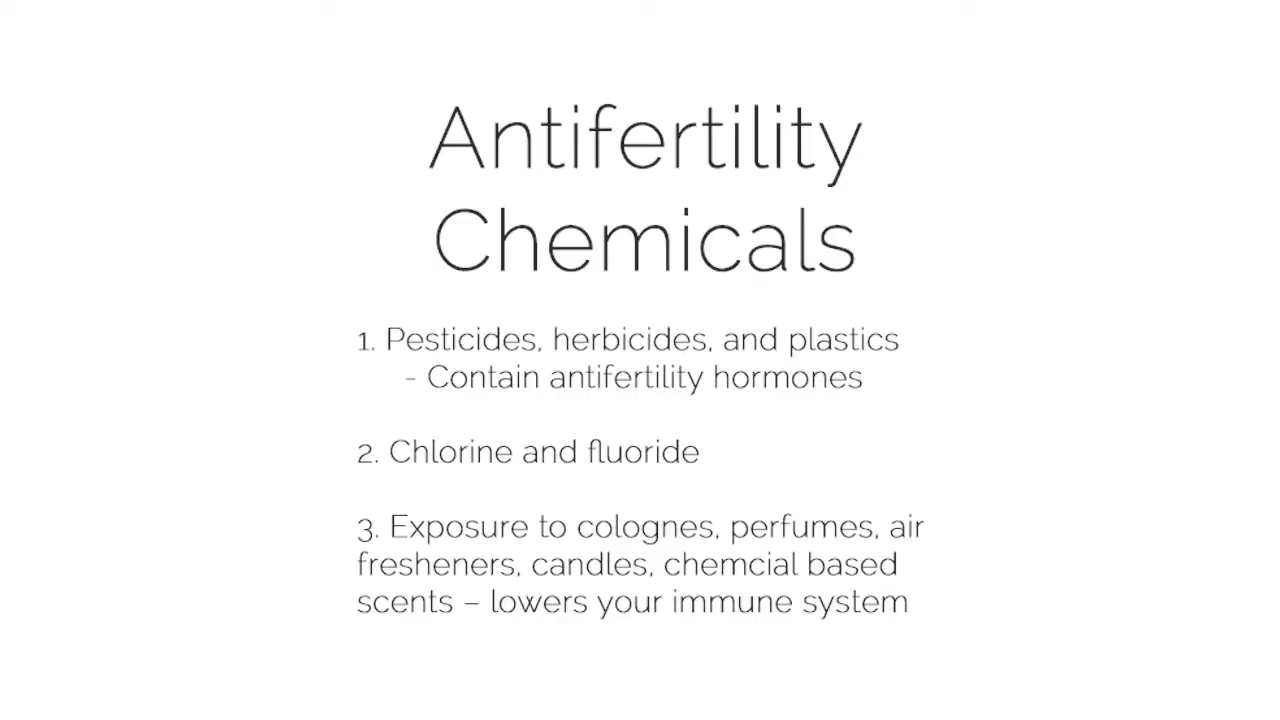 Antifertility
Chemicals
1. Pesticides, herbicides, and plastics
- Contain antifertility hormones
2. Chlorine and fluoride
3. Exposure to colognes, perfumes, air
fresheners, candles, chemcial based
scents – lowers your immune system